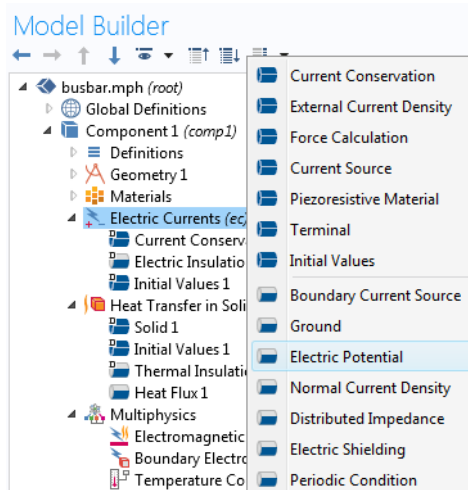 Model Builder
busbar.mph (root)
Global Definitions
Component 1 (comp1)
Definitions
Geometry 1
Materials
Electric Currents (ec)
Current Conserv
Electric Insulatio
Initial Values 1
Heat Transfer in Soli
Solid 1
Initial Values 1
Thermal Insulati
Heat Flux 1
Multiphysics
Electromagnetic
Boundary Electro
Temperature Co
Current Conservation
External Current Density
Force Calculation
Current Source
Piezoresistive Material
Terminal
Initial Values
Boundary Current Source
Ground
Electric Potential
Normal Current Density
Distributed Impedance
Electric Shielding
Periodic Condition